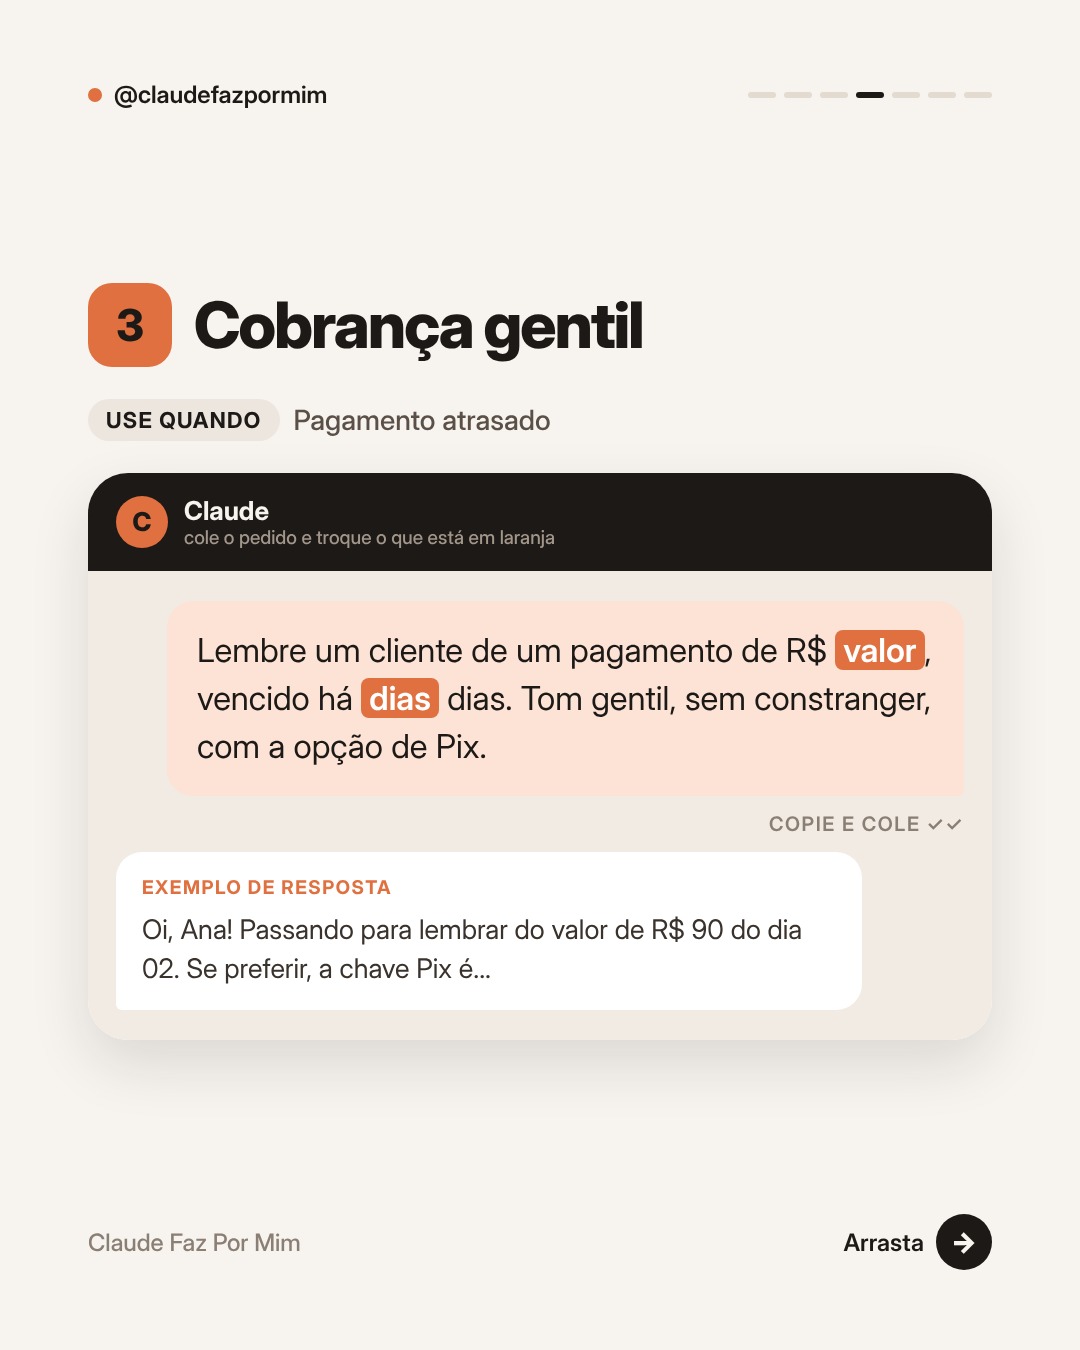 @claudefazpormim
3 Cobrança gentil
USE QUANDO Pagamento atrasado
C
Claude
cole o pedido e troque o que está em laranja
Lembre um cliente de um pagamento de R$ valor,
vencido há dias dias. Tom gentil, sem constranger,
com a opção de Pix.
COPIE E COLE ✓✓
EXEMPLO DE RESPOSTA
Oi, Ana! Passando para lembrar do valor de R$ 90 do dia
02. Se preferir, a chave Pix é...
Claude Faz Por Mim
Arrasta →